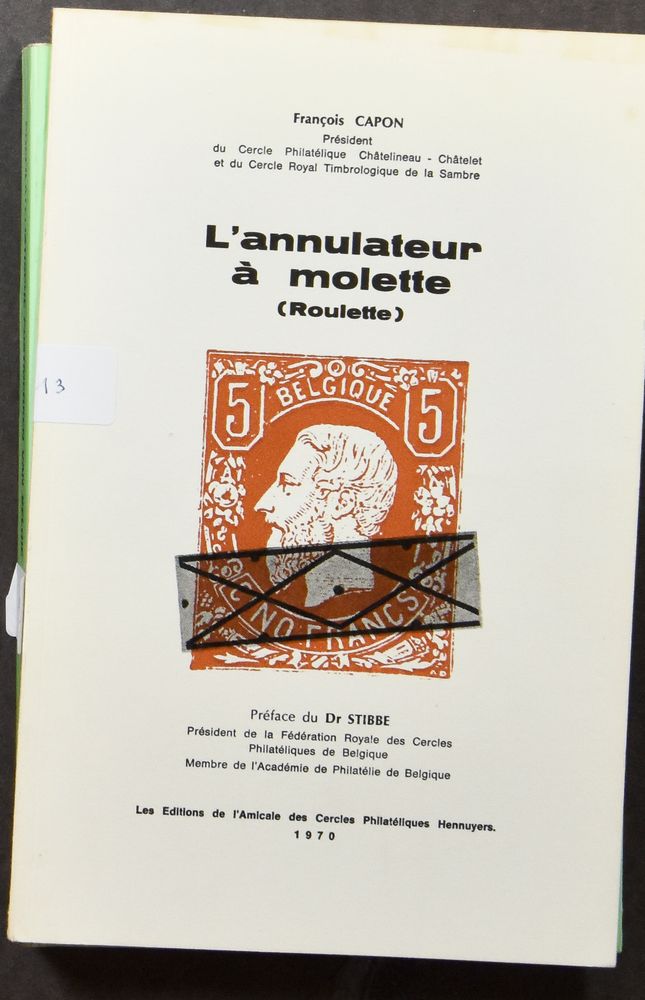 François CAPON
Président
du Cercle Philatélique Châtelineau - Châtelet
et du Cercle Royal Timbrologique de la Sambre
L'annulateur
à molette
(Roulette)
5 BELGIQUE 5
CINQ FRANCS
13
Préface du Dr STIBBE
Président de la Fédération Royale des Cercles
Philatéliques de Belgique
Membre de l'Académie de Philatélie de Belgique
Les Editions de l'Amicale des Cercles Philatéliques Hennuyers.
1970